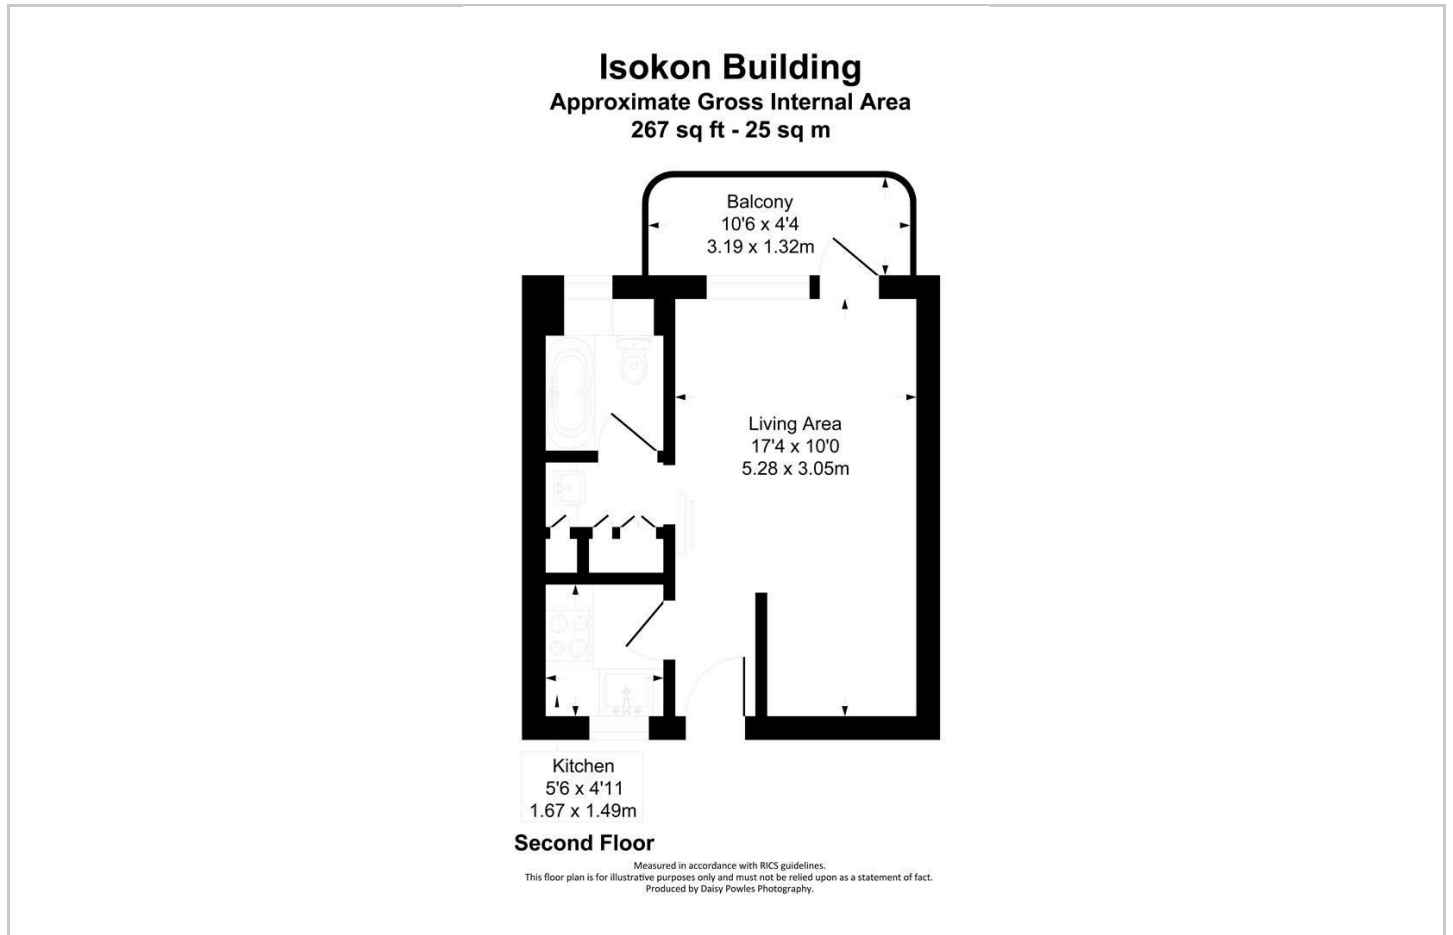 Isokon Building
Approximate Gross Internal Area
267 sq ft - 25 sq m
Balcony
10'6 x 4'4
3.19 x 1.32m
Living Area
17'4 x 10'0
5.28 x 3.05m
Kitchen
5'6 x 4'11
1.67 x 1.49m
Second Floor
Measured in accordance with RICS guidelines.
This floor plan is for illustrative purposes only and must not be relied upon as a statement of fact.
Produced by Daisy Powles Photography.